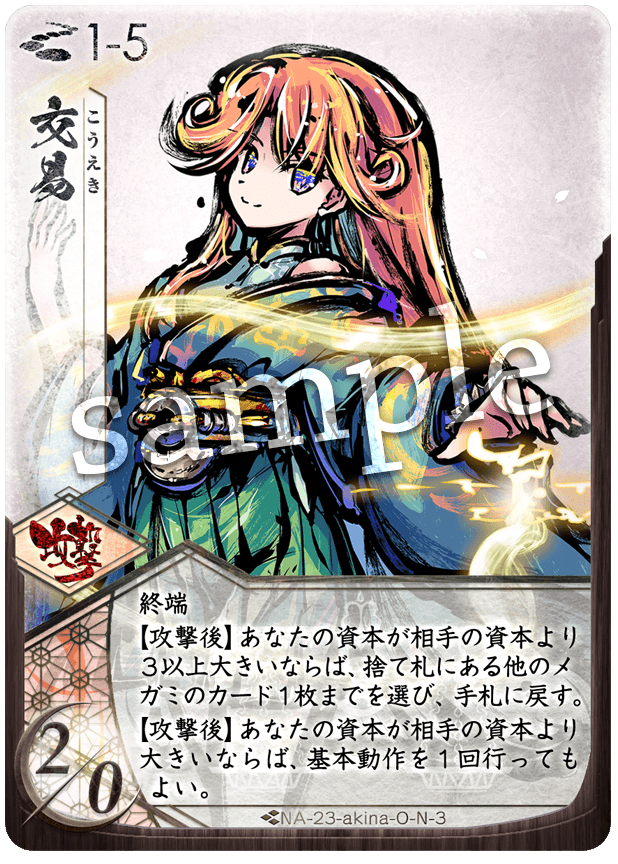 1-5
交易
こうえき
sample
攻撃
終端
【攻撃後】あなたの資本が相手の資本より
3以上大きいならば、捨て札にある他のメ
ガミのカード1枚までを選び、手札に戻す。
【攻撃後】あなたの資本が相手の資本より
大きいならば、基本動作を1回行っても
よい。
2/0
NA-23-akina-O-N-3